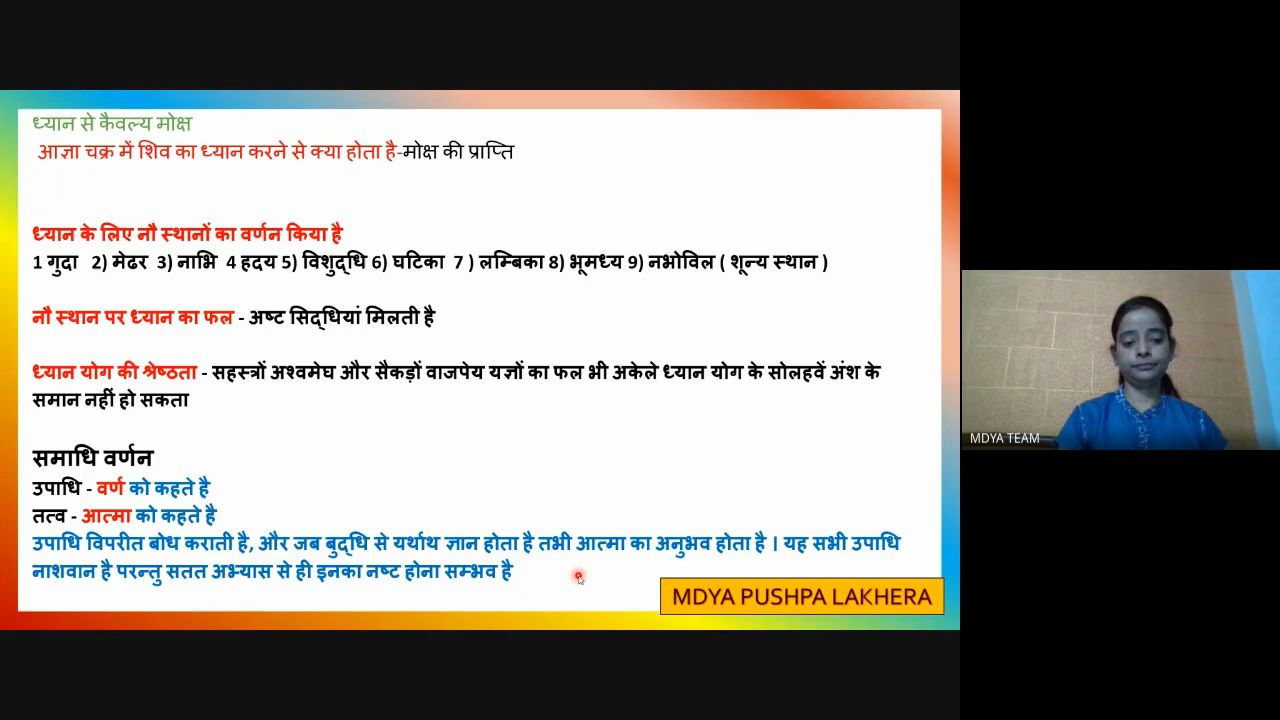 ध्यान से कैवल्य मोक्ष
आज्ञा चक्र में शिव का ध्यान करने से क्या होता है-मोक्ष की प्राप्ति
ध्यान के लिए नौ स्थानों का वर्णन किया है
1 गुदा 2) मेढर 3) नाभि 4 हृदय 5) विशुद्धि 6) घटिका 7 ) लम्बिका 8) भूमध्य 9) नभोविल ( शून्य स्थान )
नौ स्थान पर ध्यान का फल - अष्ट सिद्धियां मिलती है
ध्यान योग की श्रेष्ठता - सहस्त्रों अश्वमेघ और सैकड़ों वाजपेय यज्ञों का फल भी अकेले ध्यान योग के सोलहवें अंश के
समान नहीं हो सकता
समाधि वर्णन
उपाधि - वर्ण को कहते है
तत्व - आत्मा को कहते है
उपाधि विपरीत बोध कराती है, और जब बुद्धि से यर्थाथ ज्ञान होता है तभी आत्मा का अनुभव होता है । यह सभी उपाधि
नाशवान है परन्तु सतत अभ्यास से ही इनका नष्ट होना सम्भव है
MDYA PUSHPA LAKHERA
MDYA TEAM